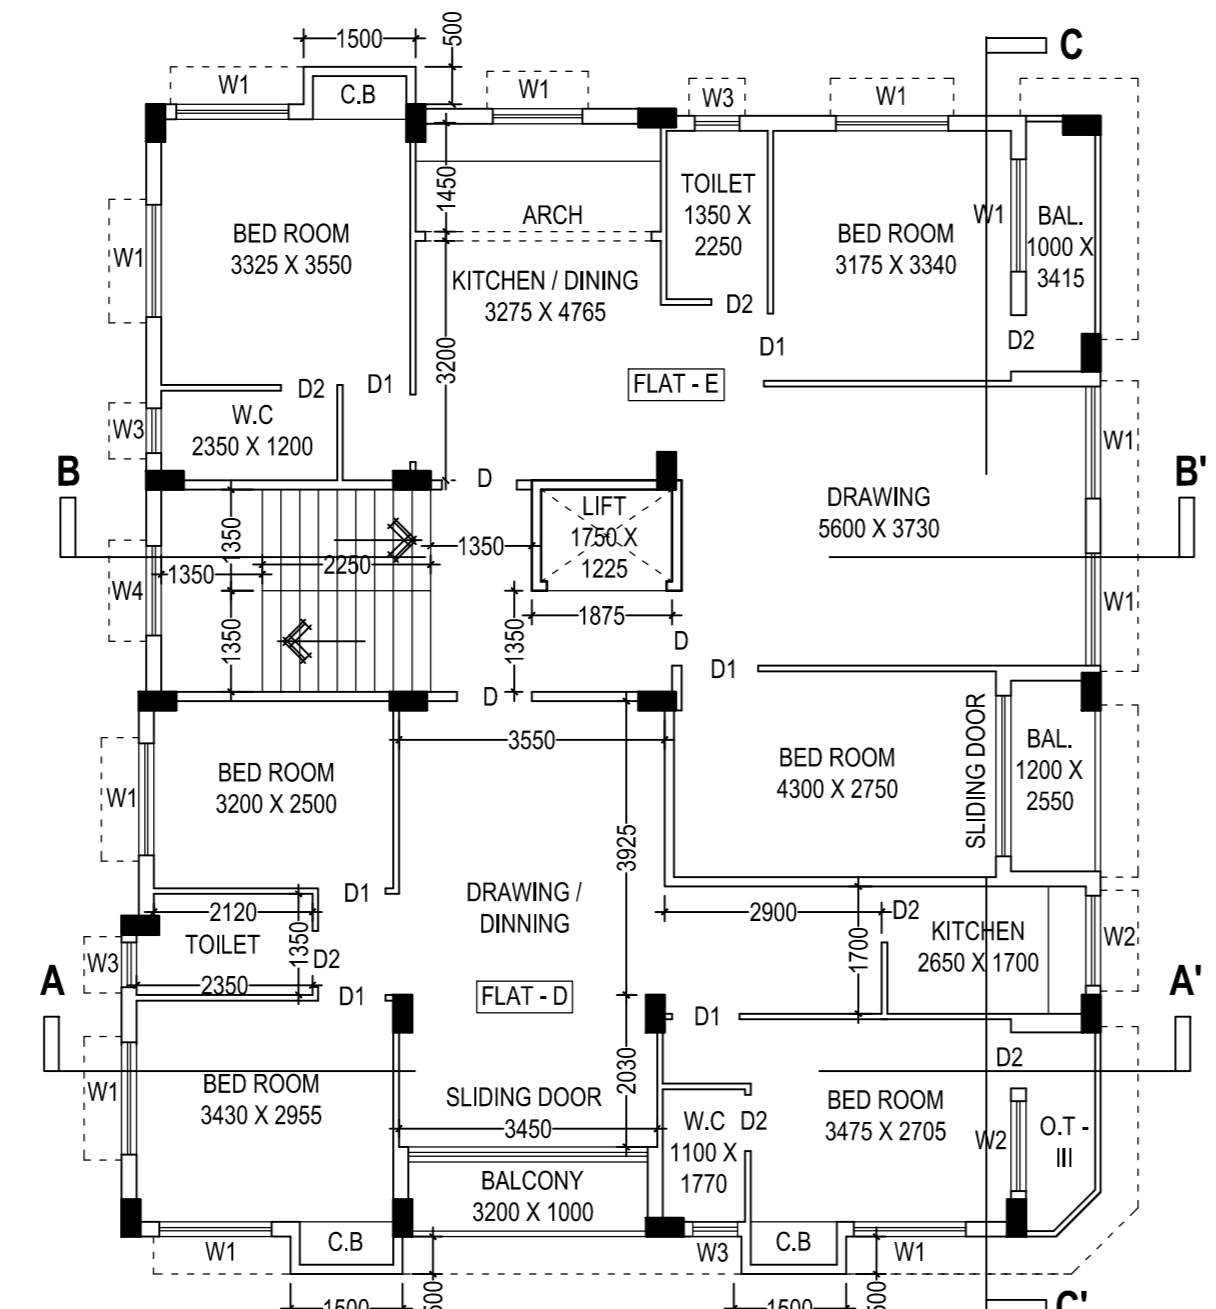 1500
500
C
W1
C.B
W1
W3
W1
TOILET
1350 X
2250
1450
ARCH
BED ROOM
3325 X 3550
W1
BED ROOM
3175 X 3340
W1
BAL.
1000 X
3415
KITCHEN / DINING
3275 X 4765
D2
D1
D2
3200
FLAT - E
D2
D1
W.C
2350 X 1200
W3
W1
B
D
B'
LIFT
1750 X
1225
DRAWING
5600 X 3730
1350
2250
1350
1350
W4
1350
1875
1350
W1
D
D1
D
3550
BED ROOM
3200 X 2500
W1
BED ROOM
4300 X 2750
SLIDING DOOR
BAL.
1200 X
2550
3925
D1
DRAWING /
DINNING
2120
1350
TOILET
D2
2350
W3
2900
D2
1700
KITCHEN
2650 X 1700
W2
A
A'
D1
FLAT - D
D1
D2
2030
BED ROOM
3430 X 2955
W1
SLIDING DOOR
3450
W.C
1100 X
1770
D2
BED ROOM
3475 X 2705
W2
O.T -
III
BALCONY
3200 X 1000
W1
C.B
W3
C.B
W1
1500
500
1500
500
C'